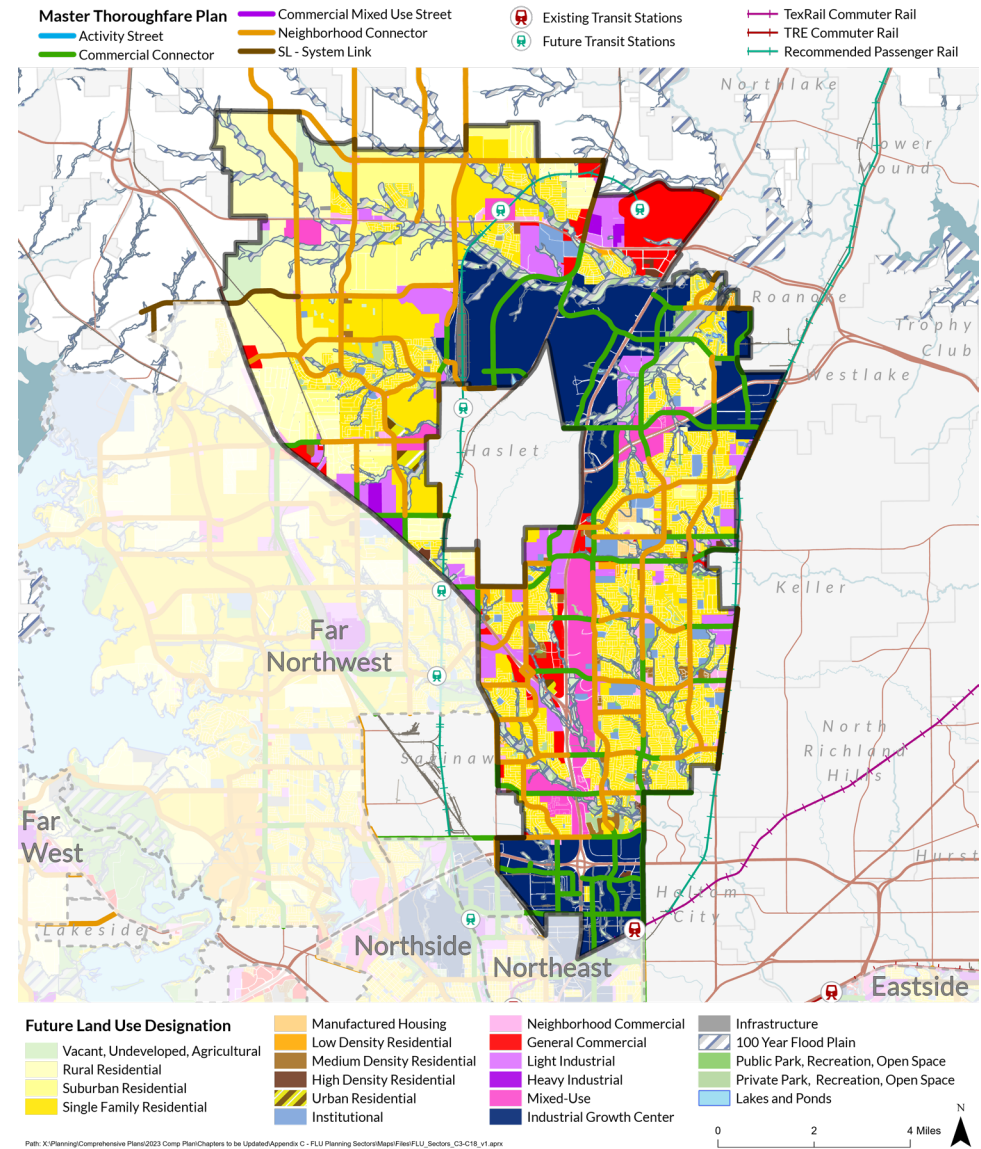 Master Thoroughfare Plan
Activity Street
Commercial Connector
Commercial Mixed Use Street
Neighborhood Connector
SL - System Link
Existing Transit Stations
Future Transit Stations
TexRail Commuter Rail
TRE Commuter Rail
Recommended Passenger Rail
Northlake
Flower
Mound
Roanoke
Trophy
Club
Westlake
Haslet
Keller
Far
Northwest
North
Richland
Hills
Saginaw
Far
West
Hurst
Haltom
City
Lakeside
Northside
Northeast
Eastside
Future Land Use Designation
Vacant, Undeveloped, Agricultural
Rural Residential
Suburban Residential
Single Family Residential
Manufactured Housing
Low Density Residential
Medium Density Residential
High Density Residential
Urban Residential
Institutional
Neighborhood Commercial
General Commercial
Light Industrial
Heavy Industrial
Mixed-Use
Industrial Growth Center
Infrastructure
100 Year Flood Plain
Public Park, Recreation, Open Space
Private Park, Recreation, Open Space
Lakes and Ponds
N
0 2 4 Miles
Path: X:\Planning\Comprehensive Plans\2023 Comp Plan\Chapters to be Updated\Appendix C - FLU Planning Sectors\Maps\Files\FLU_Sectors_C3-C18_v1.aprx